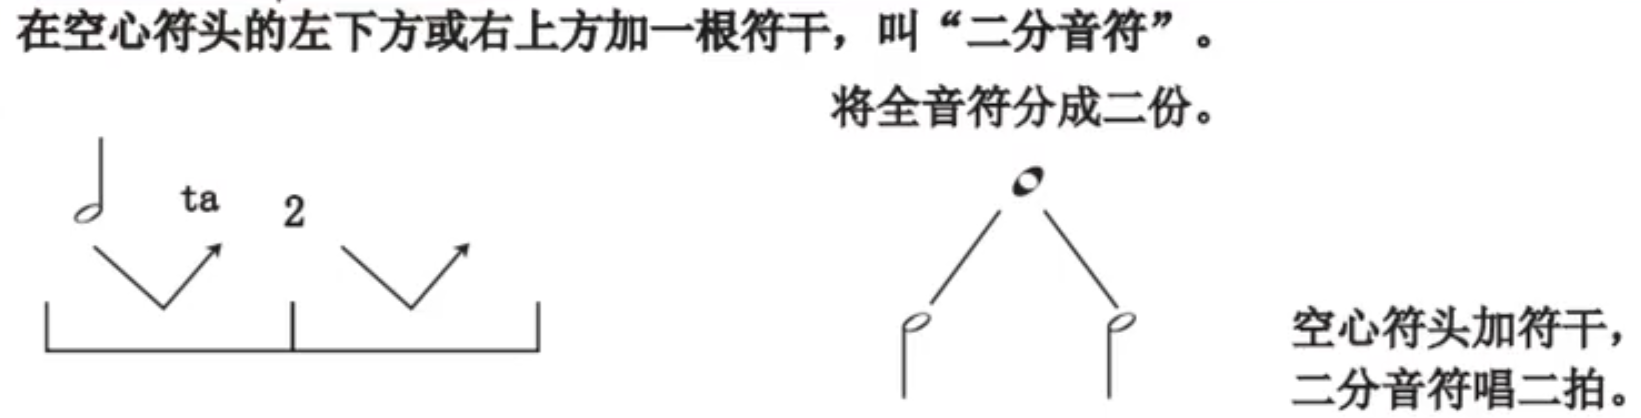 在空心符头的左下方或右上方加一根符干，叫“二分音符”。
将全音符分成二份。
ta 2
空心符头加符干，
二分音符唱二拍。